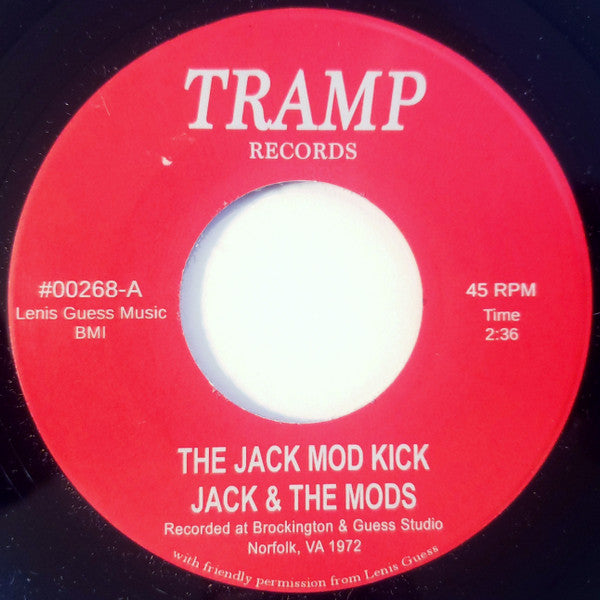 TRAMP
RECORDS
#00268-A
Lenis Guess Music
BMI
45 RPM
Time
2:36
THE JACK MOD KICK
JACK & THE MODS
Recorded at Brockington & Guess Studio
Norfolk, VA 1972
with friendly permission from Lenis Guess